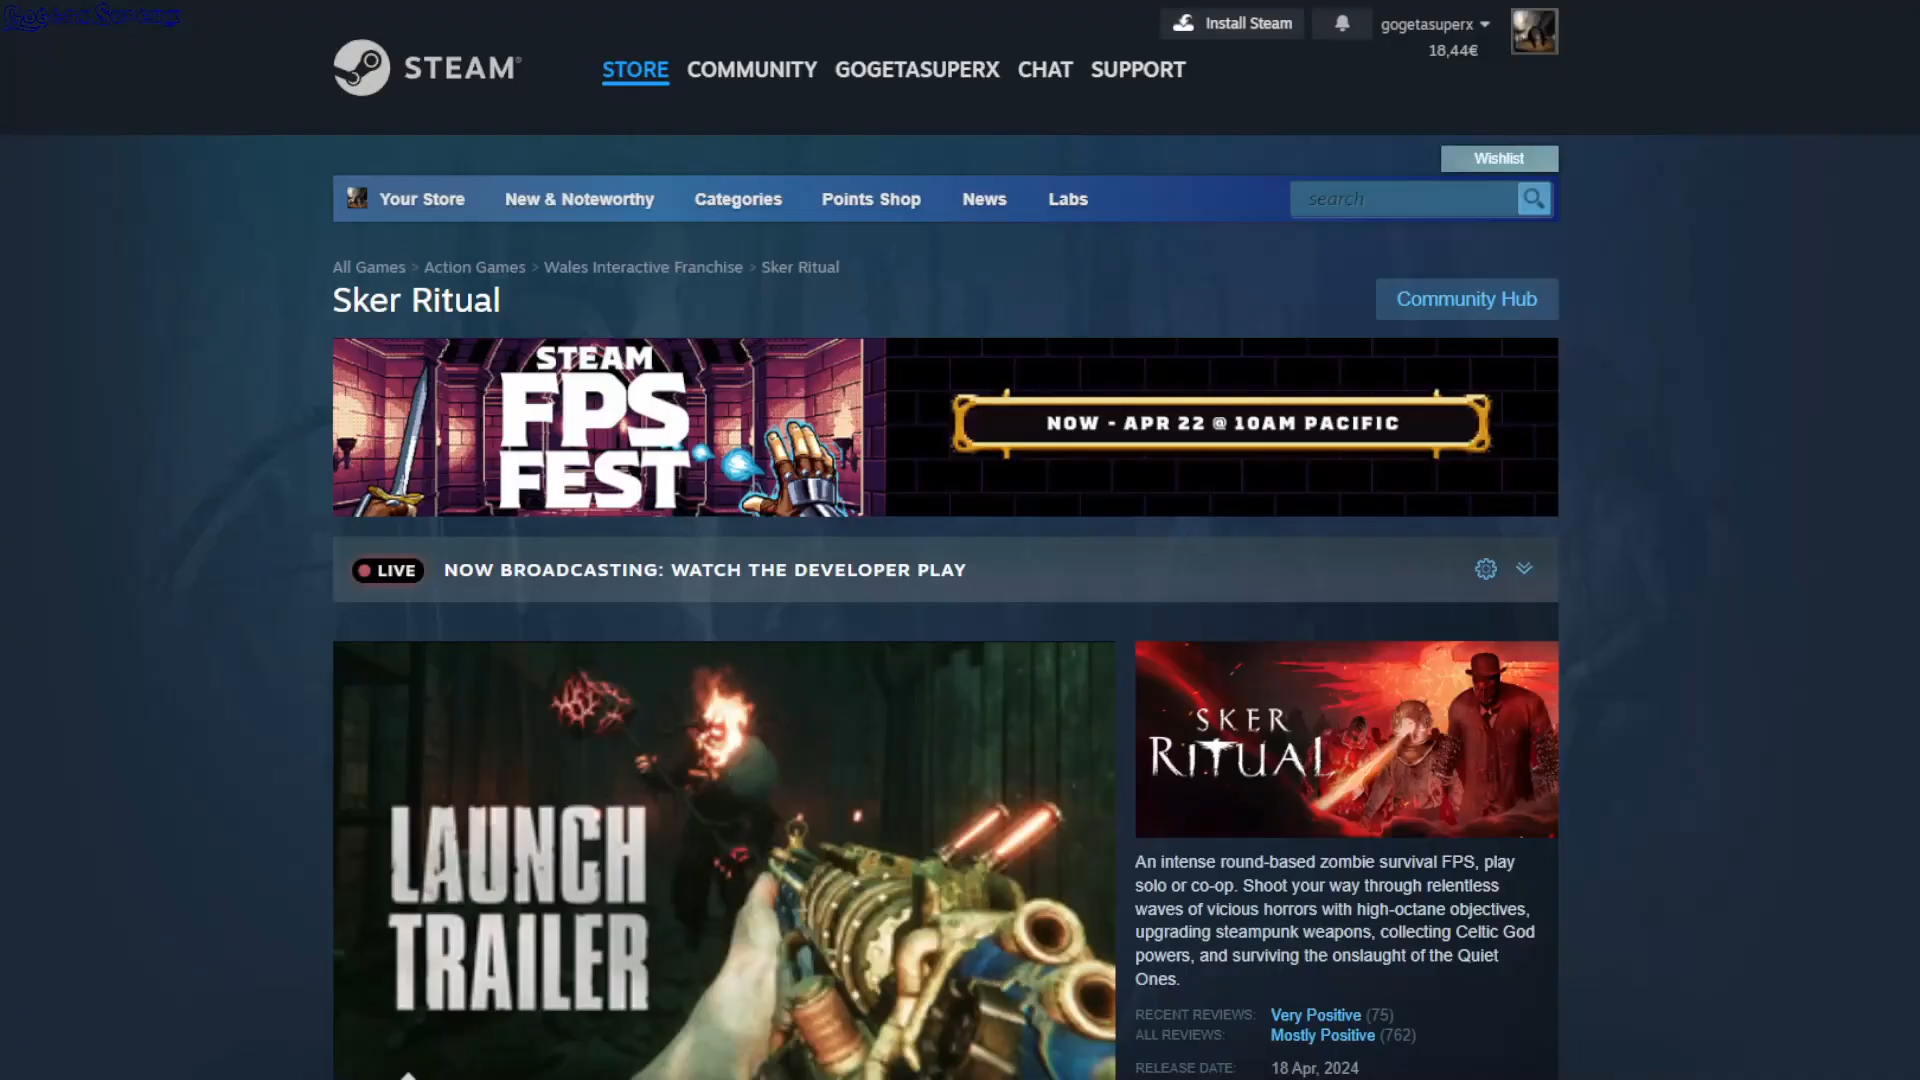 Install Steam
gogetasuperx
18,44€
STEAM®
STORE COMMUNITY GOGETASUPERX CHAT SUPPORT
Wishlist
Your Store New & Noteworthy Categories Points Shop News Labs
search
All Games > Action Games > Wales Interactive Franchise > Sker Ritual
Sker Ritual
Community Hub
STEAM
FPS
FEST
NOW - APR 22 @ 10AM PACIFIC
LIVE
NOW BROADCASTING: WATCH THE DEVELOPER PLAY
LAUNCH
TRAILER
SKER
RITUAL
An intense round-based zombie survival FPS, play
solo or co-op. Shoot your way through relentless
waves of vicious horrors with high-octane objectives,
upgrading steampunk weapons, collecting Celtic God
powers, and surviving the onslaught of the Quiet
Ones.
RECENT REVIEWS: Very Positive (75)
ALL REVIEWS: Mostly Positive (762)
RELEASE DATE: 18 Apr, 2024